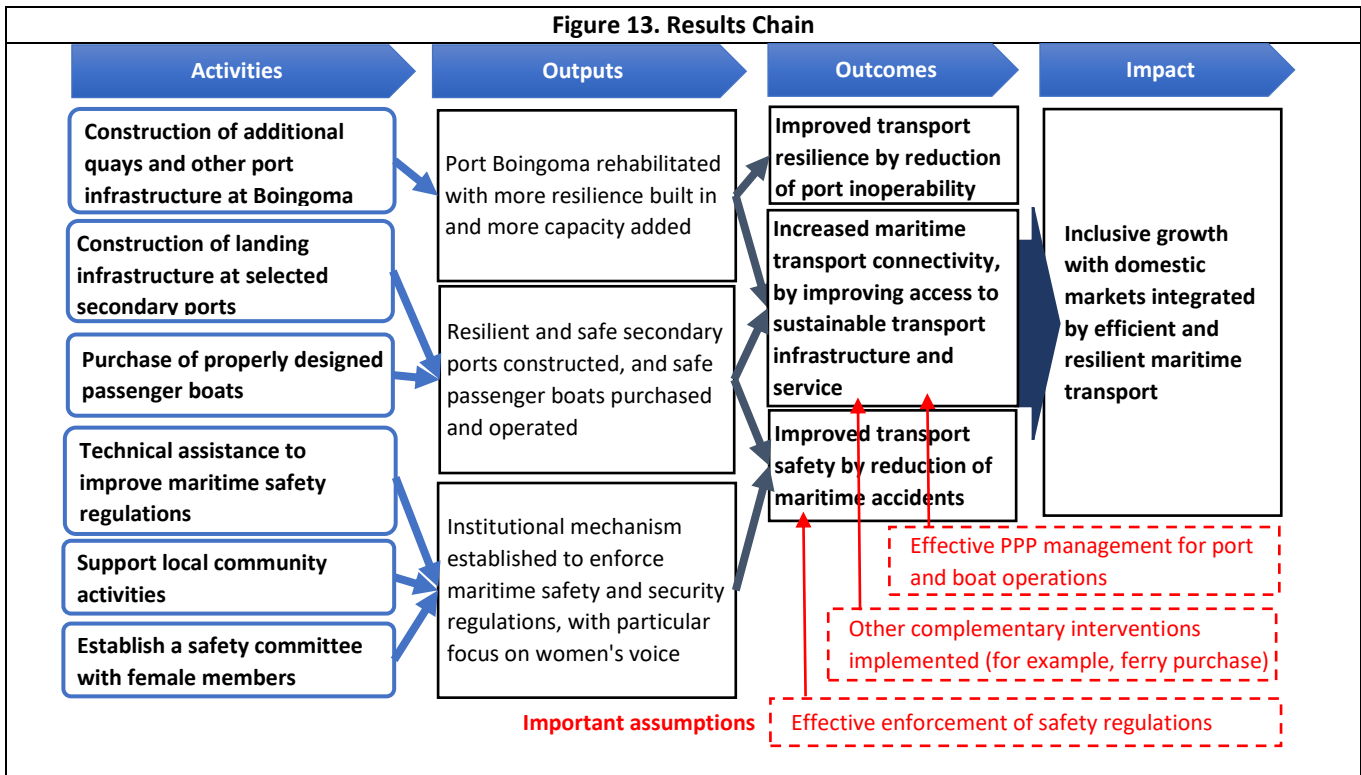 Figure 13. Results Chain
Activities
Outputs
Outcomes
Impact
Construction of additional
quays and other port
infrastructure at Boingoma
Construction of landing
infrastructure at selected
secondary ports
Purchase of properly designed
passenger boats
Technical assistance to
improve maritime safety
regulations
Support local community
activities
Establish a safety committee
with female members
Port Boingoma rehabilitated
with more resilience built in
and more capacity added
Resilient and safe secondary
ports constructed, and safe
passenger boats purchased
and operated
Institutional mechanism
established to enforce
maritime safety and security
regulations, with particular
focus on women's voice
Improved transport
resilience by reduction
of port inoperability
Increased maritime
transport connectivity,
by improving access to
sustainable transport
infrastructure and
service
Improved transport
safety by reduction of
maritime accidents
Inclusive growth
with domestic
markets integrated
by efficient and
resilient maritime
transport
Effective PPP management for port
and boat operations
Other complementary interventions
implemented (for example, ferry purchase)
Important assumptions
Effective enforcement of safety regulations